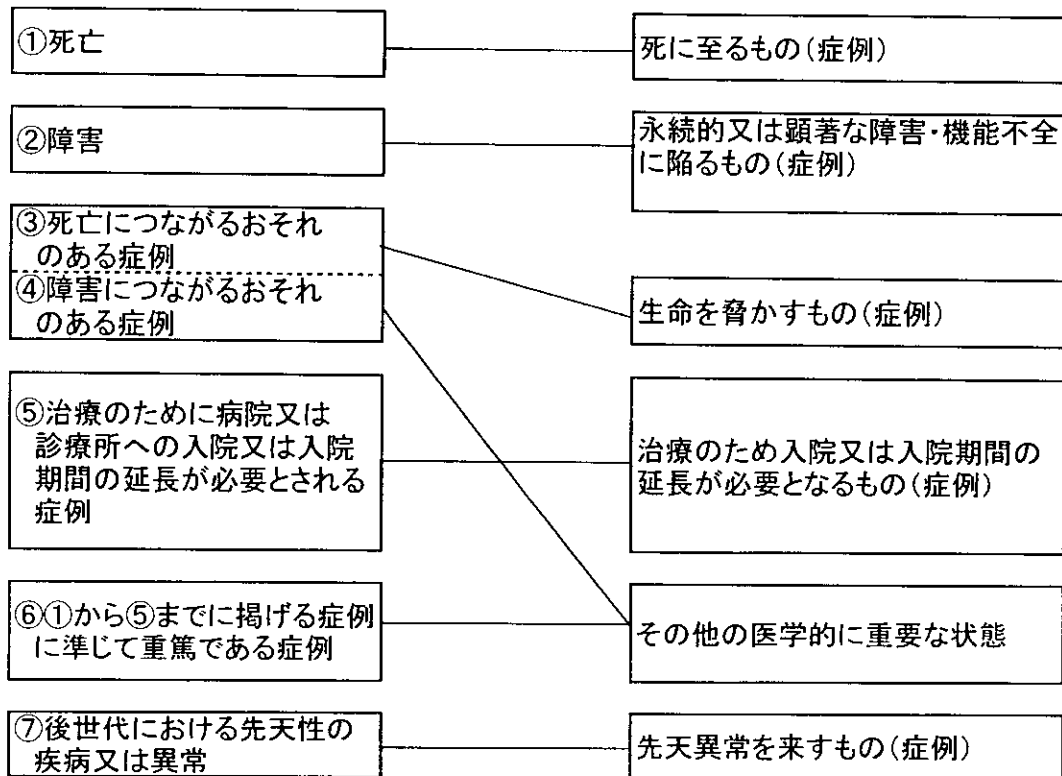 ①死亡
死に至るもの(症例)
②障害
永続的又は顕著な障害・機能不全
に陥るもの(症例)
③死亡につながるおそれ
のある症例
④障害につながるおそれ
のある症例
生命を脅かすもの(症例)
⑤治療のために病院又は
診療所への入院又は入院
期間の延長が必要とされる
症例
治療のため入院又は入院期間の
延長が必要となるもの(症例)
⑥①から⑤までに掲げる症例
に準じて重篤である症例
その他の医学的に重要な状態
⑦後世代における先天性の
疾病又は異常
先天異常を来すもの(症例)